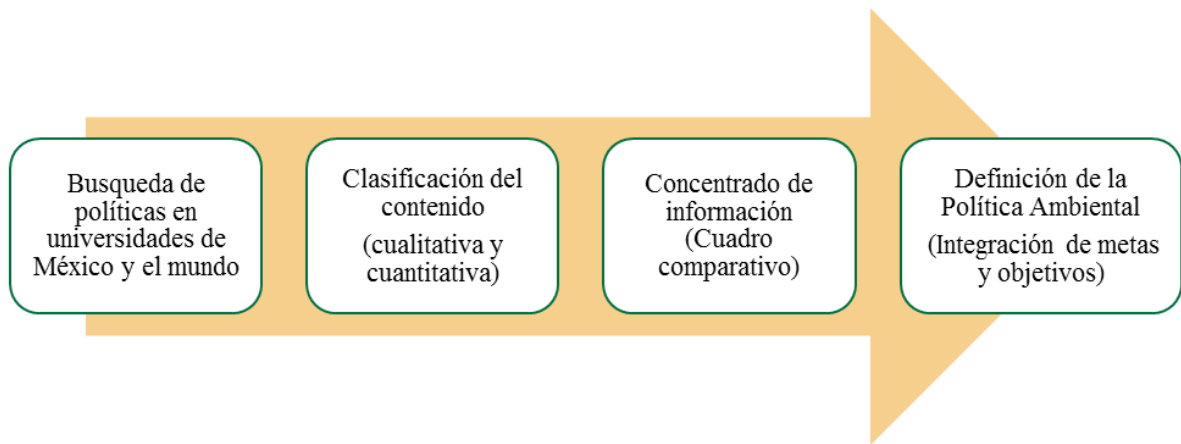 Busqueda de
políticas en
universidades de
México y el mundo
Clasificación del
contenido
(cualitativa y
cuantitativa)
Concentrado de
información
(Cuadro
comparativo)
Definición de la
Política Ambiental
(Integración de metas
y objetivos)